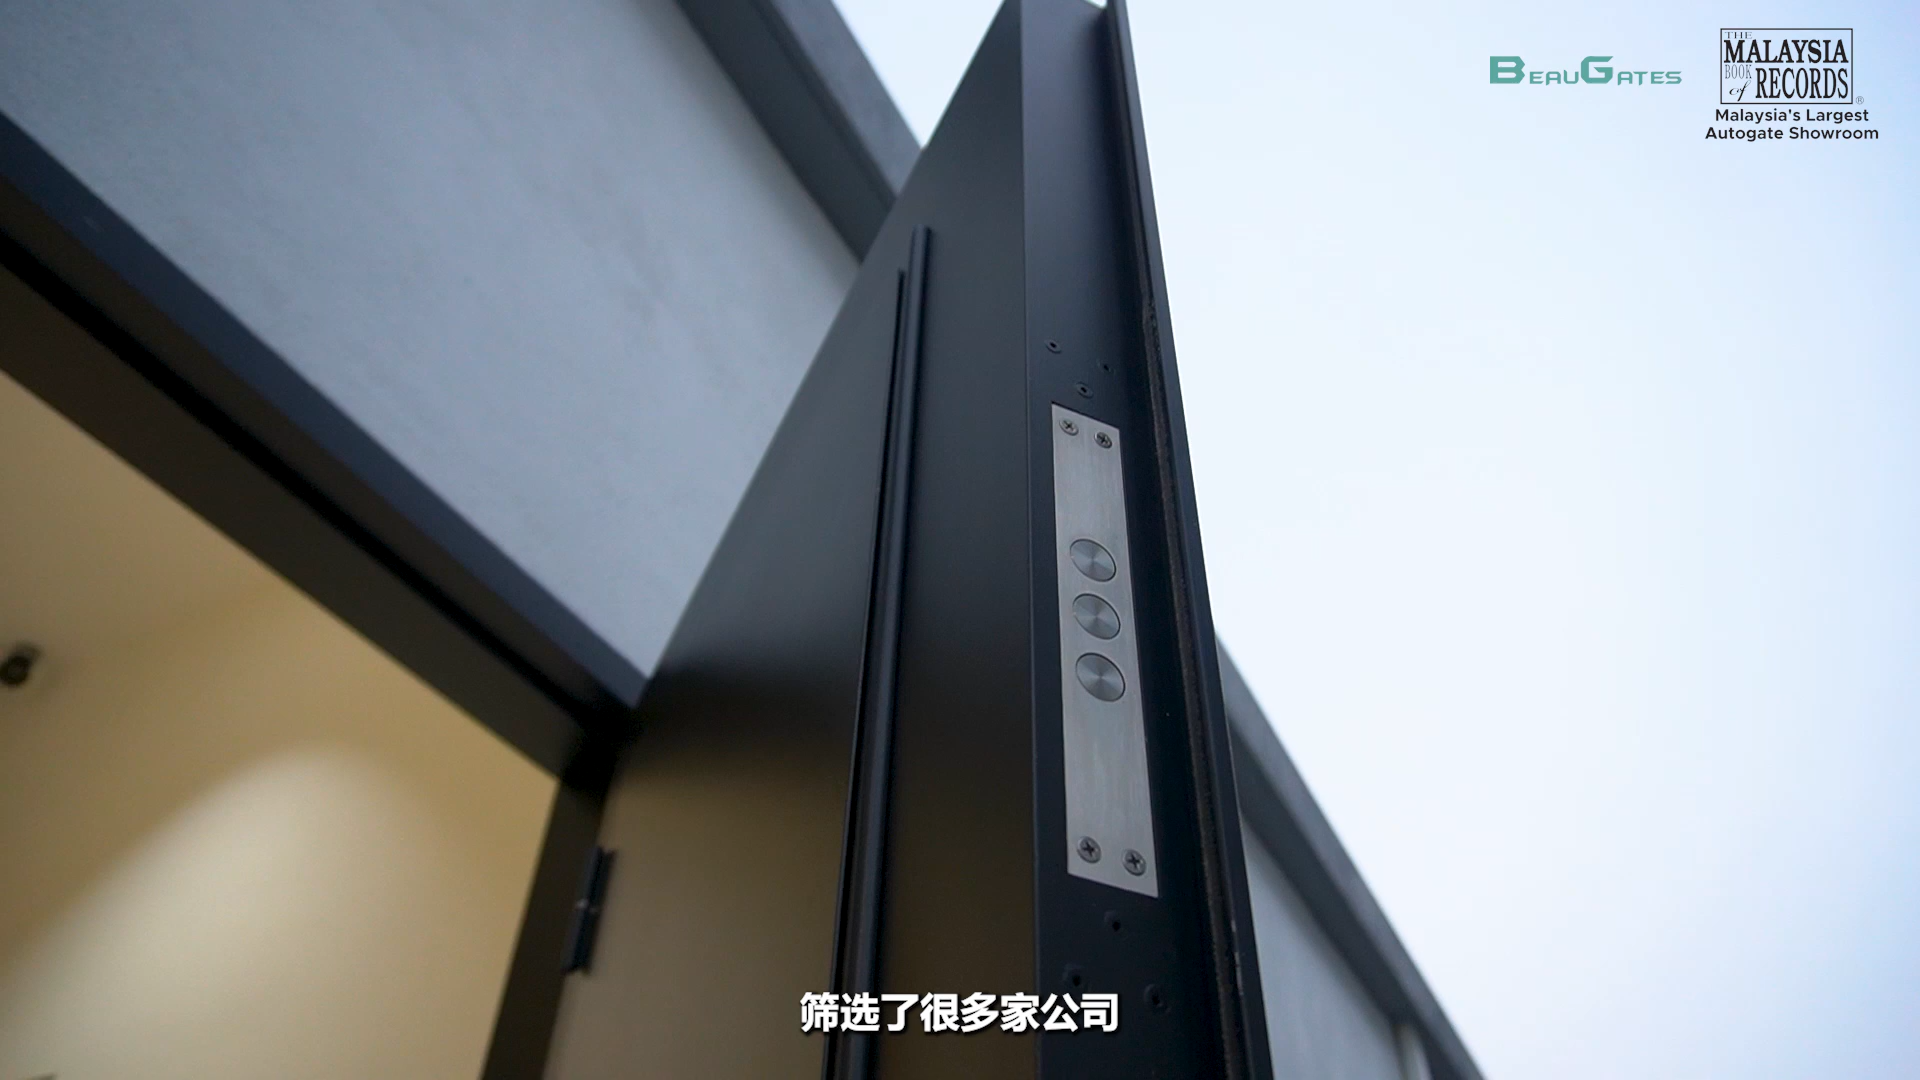 BEAUGATES
THE
MALAYSIA
BOOK
of RECORDS®
Malaysia's Largest
Autogate Showroom
筛选了很多家公司